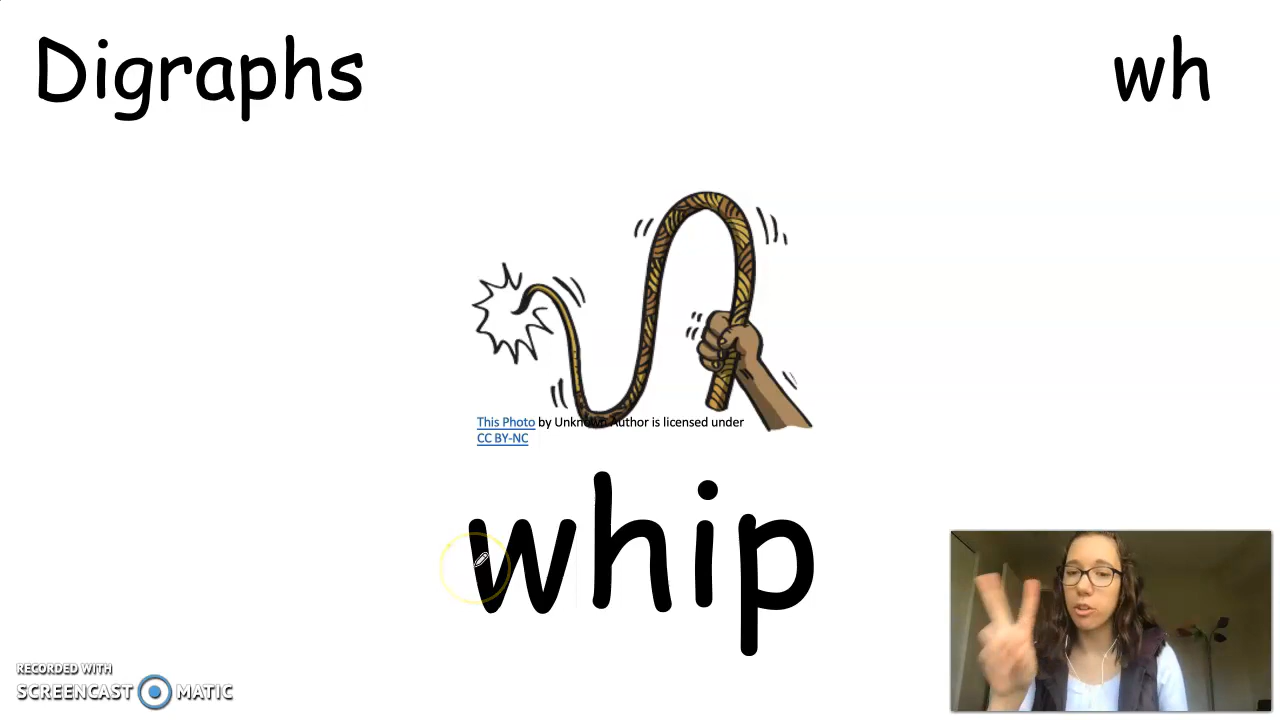 Digraphs
wh
This Photo by Unknown Author is licensed under
CC BY-NC
whip
RECORDED WITH
SCREENCAST MATIC